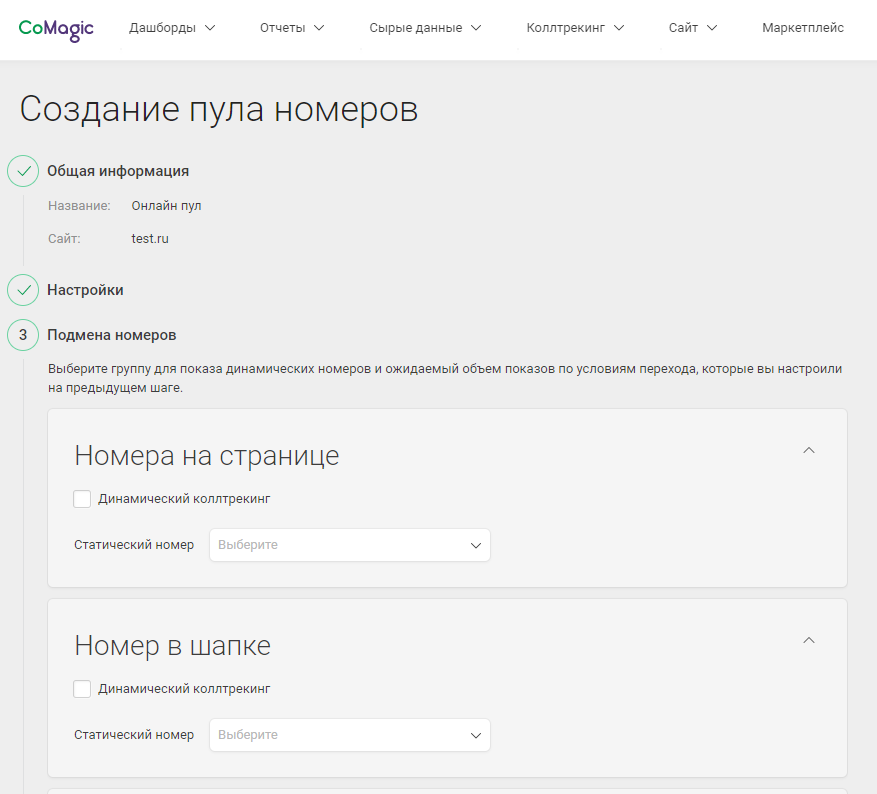 CoMagic Дашборды Отчеты Сырые данные Коллтрекинг Сайт Маркетплейс
Создание пула номеров
Общая информация
Название: Онлайн пул
Сайт: test.ru
Настройки
3 Подмена номеров
Выберите группу для показа динамических номеров и ожидаемый объем показов по условиям перехода, которые вы настроили
на предыдущем шаге.
Номера на странице
Динамический коллтрекинг
Статический номер Выберите
Номер в шапке
Динамический коллтрекинг
Статический номер Выберите